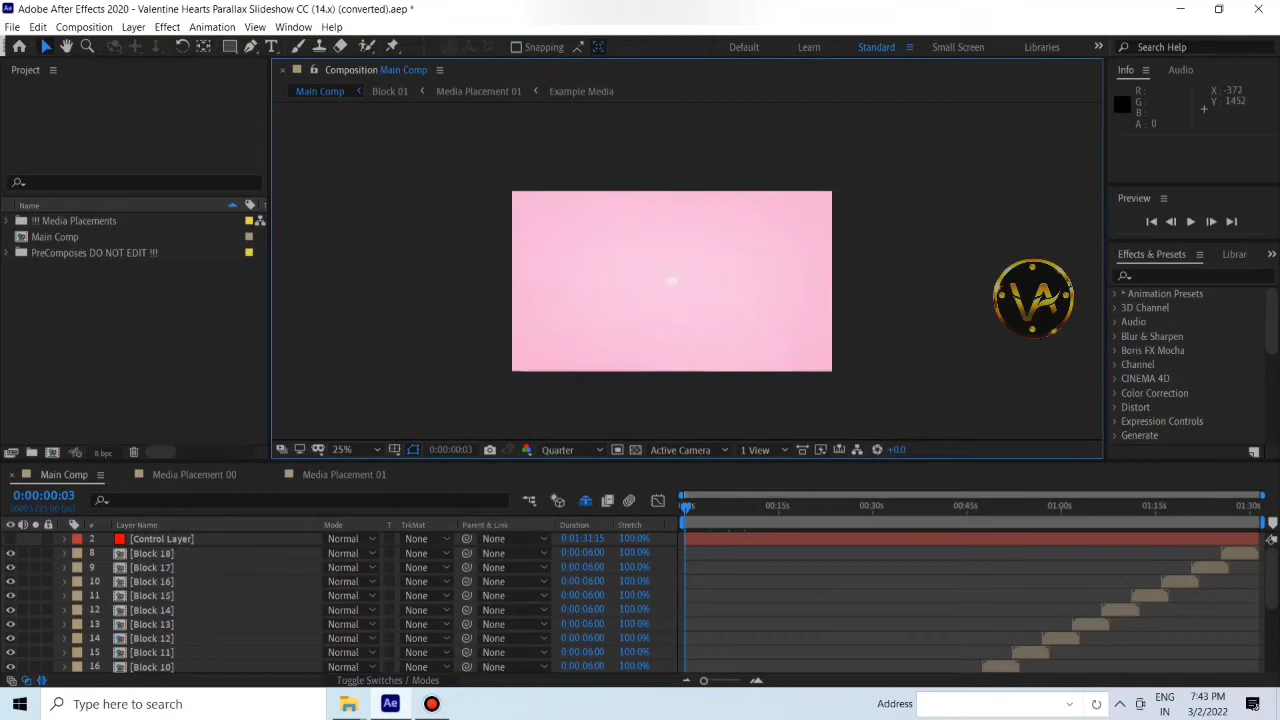 Adobe After Effects 2020 - Valentine Hearts Parallax Slideshow CC (14.x) (converted).aep *
File Edit Composition Layer Effect Animation View Window Help
Snapping Default Learn Standard Small Screen Libraries Search Help
Project
Composition Main Comp
Info Audio
Main Comp Block 01 Media Placement 01 Example Media
R: X: -372
G: Y: 1452
B:
A: 0
Name
!!! Media Placements
Main Comp
PreComposes DO NOT EDIT !!!
Preview
Effects & Presets Librar
* Animation Presets
3D Channel
Audio
Blur & Sharpen
Boris FX Mocha
Channel
CINEMA 4D
Color Correction
Distort
Expression Controls
Generate
VA
8 bpc
25% 0:00:00:03 Quarter Active Camera 1 View +0.0
Main Comp Media Placement 00 Media Placement 01
0:00:00:03
00:15s 00:30s 00:45s 01:00s 01:15s 01:30s
# Layer Name Mode T TrkMat Parent & Link Duration Stretch
2 [Control Layer] Normal None None 0:01:31:15 100.0%
8 [Block 18] Normal None None 0:00:06:00 100.0%
9 [Block 17] Normal None None 0:00:06:00 100.0%
10 [Block 16] Normal None None 0:00:06:00 100.0%
11 [Block 15] Normal None None 0:00:06:00 100.0%
12 [Block 14] Normal None None 0:00:06:00 100.0%
13 [Block 13] Normal None None 0:00:06:00 100.0%
14 [Block 12] Normal None None 0:00:06:00 100.0%
15 [Block 11] Normal None None 0:00:06:00 100.0%
16 [Block 10] Normal None None 0:00:06:00 100.0%
Toggle Switches / Modes
Type here to search
Address
ENG
IN
7:43 PM
3/2/2022